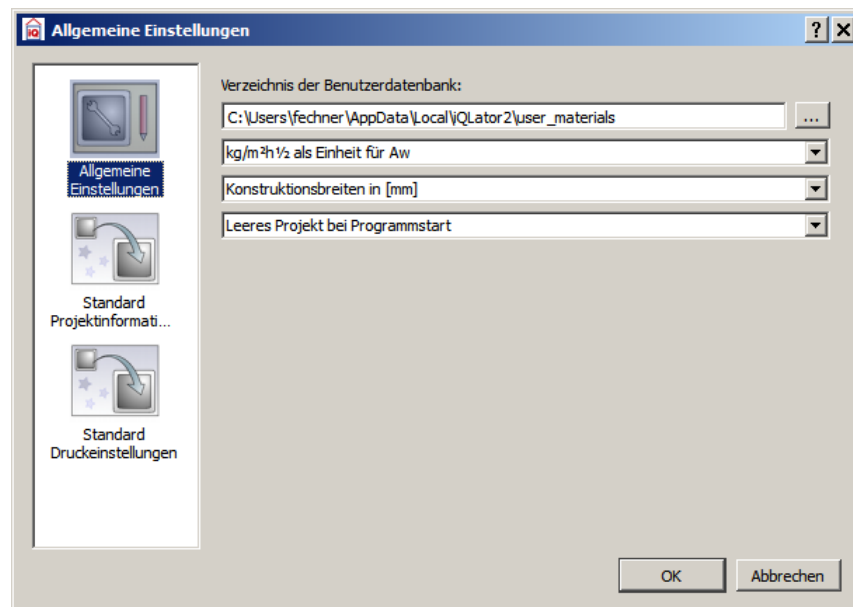 iQ Allgemeine Einstellungen
Allgemeine
Einstellungen
Standard
Projektinformati...
Standard
Druckeinstellungen
Verzeichnis der Benutzerdatenbank:
C:\Users\fechner\AppData\Local\iQLator2\user_materials
...
kg/m²h½ als Einheit für Aw
Konstruktionsbreiten in [mm]
Leeres Projekt bei Programmstart
OK
Abbrechen